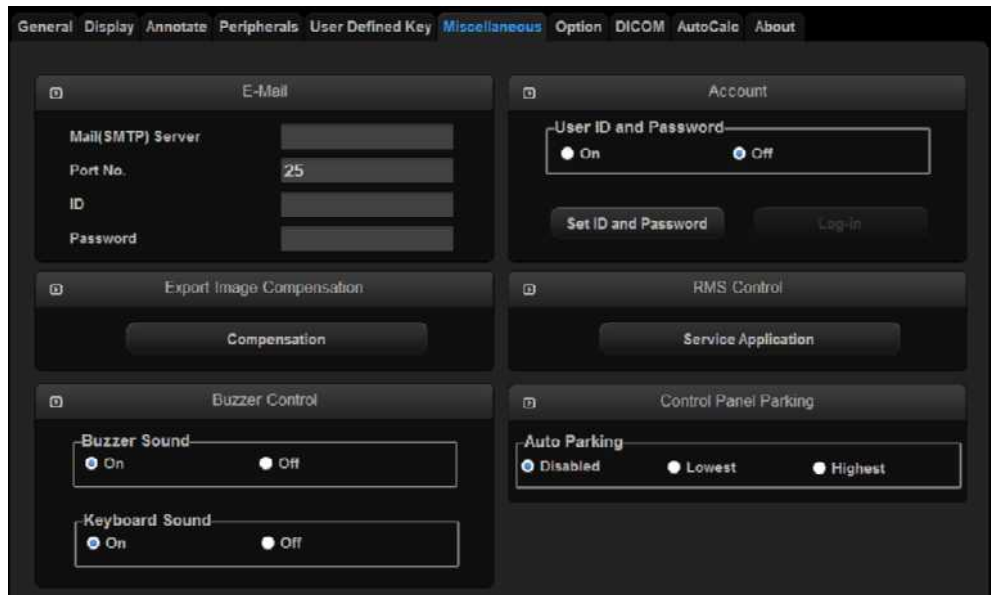 General Display Annotate Peripherals User Defined Key Miscellaneous Option DICOM AutoCalc About
E-Mail
Mail(SMTP) Server
Port No. 25
ID
Password
Account
User ID and Password
On Off
Set ID and Password Log-in
Export Image Compensation
Compensation
RMS Control
Service Application
Buzzer Control
Buzzer Sound
On Off
Keyboard Sound
On Off
Control Panel Parking
Auto Parking
Disabled Lowest Highest